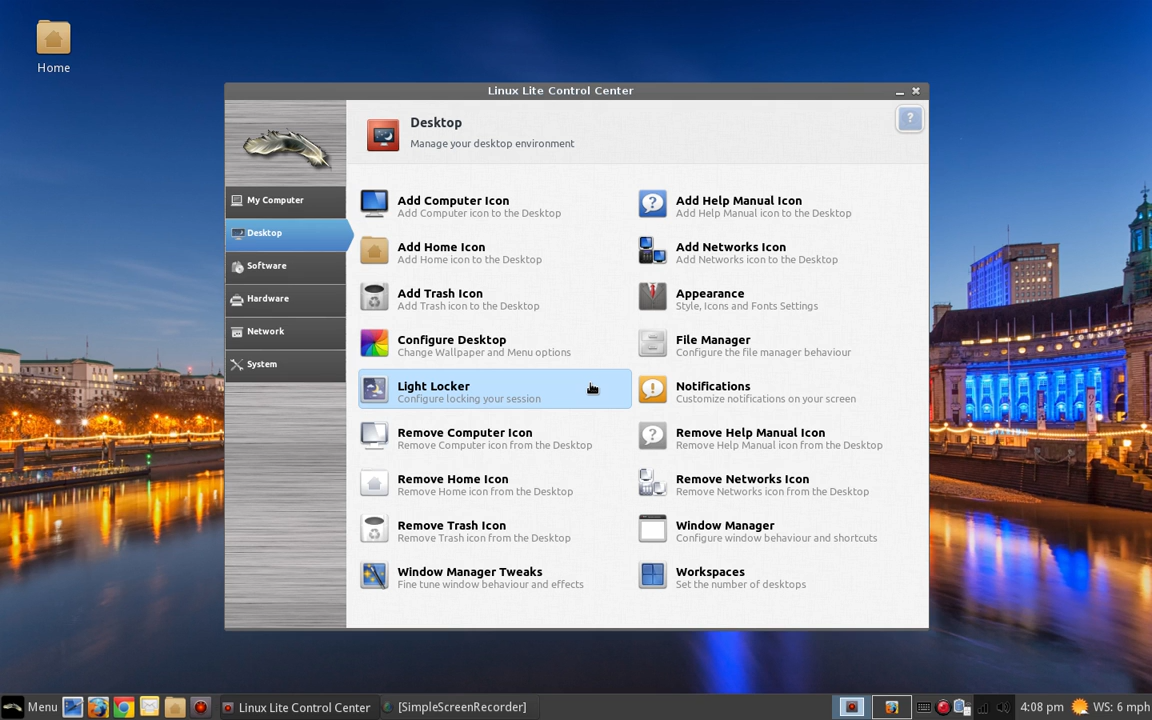 Home
Linux Lite Control Center
Desktop
Manage your desktop environment
?
My Computer
Desktop
Software
Hardware
Network
System
Add Computer Icon
Add Computer icon to the Desktop
Add Help Manual Icon
Add Help Manual icon to the Desktop
Add Home Icon
Add Home icon to the Desktop
Add Networks Icon
Add Networks icon to the Desktop
Add Trash Icon
Add Trash icon to the Desktop
Appearance
Style, Icons and Fonts Settings
Configure Desktop
Change Wallpaper and Menu options
File Manager
Configure the file manager behaviour
Light Locker
Configure locking your session
Notifications
Customize notifications on your screen
Remove Computer Icon
Remove Computer icon from the Desktop
Remove Help Manual Icon
Remove Help Manual icon from the Desktop
Remove Home Icon
Remove Home icon from the Desktop
Remove Networks Icon
Remove Networks icon from the Desktop
Remove Trash Icon
Remove Trash icon from the Desktop
Window Manager
Configure window behaviour and shortcuts
Window Manager Tweaks
Fine tune window behaviour and effects
Workspaces
Set the number of desktops
Menu
Linux Lite Control Center
[SimpleScreenRecorder]
4:08 pm
WS: 6 mph